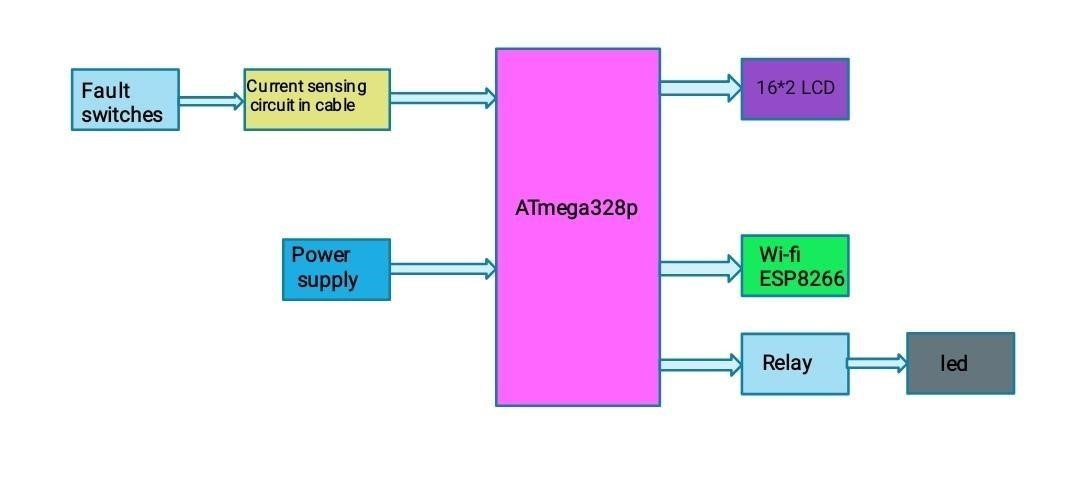 Fault
switches
Current sensing
circuit in cable
16*2 LCD
ATmega328p
Power
supply
Wi-fi
ESP8266
Relay
led